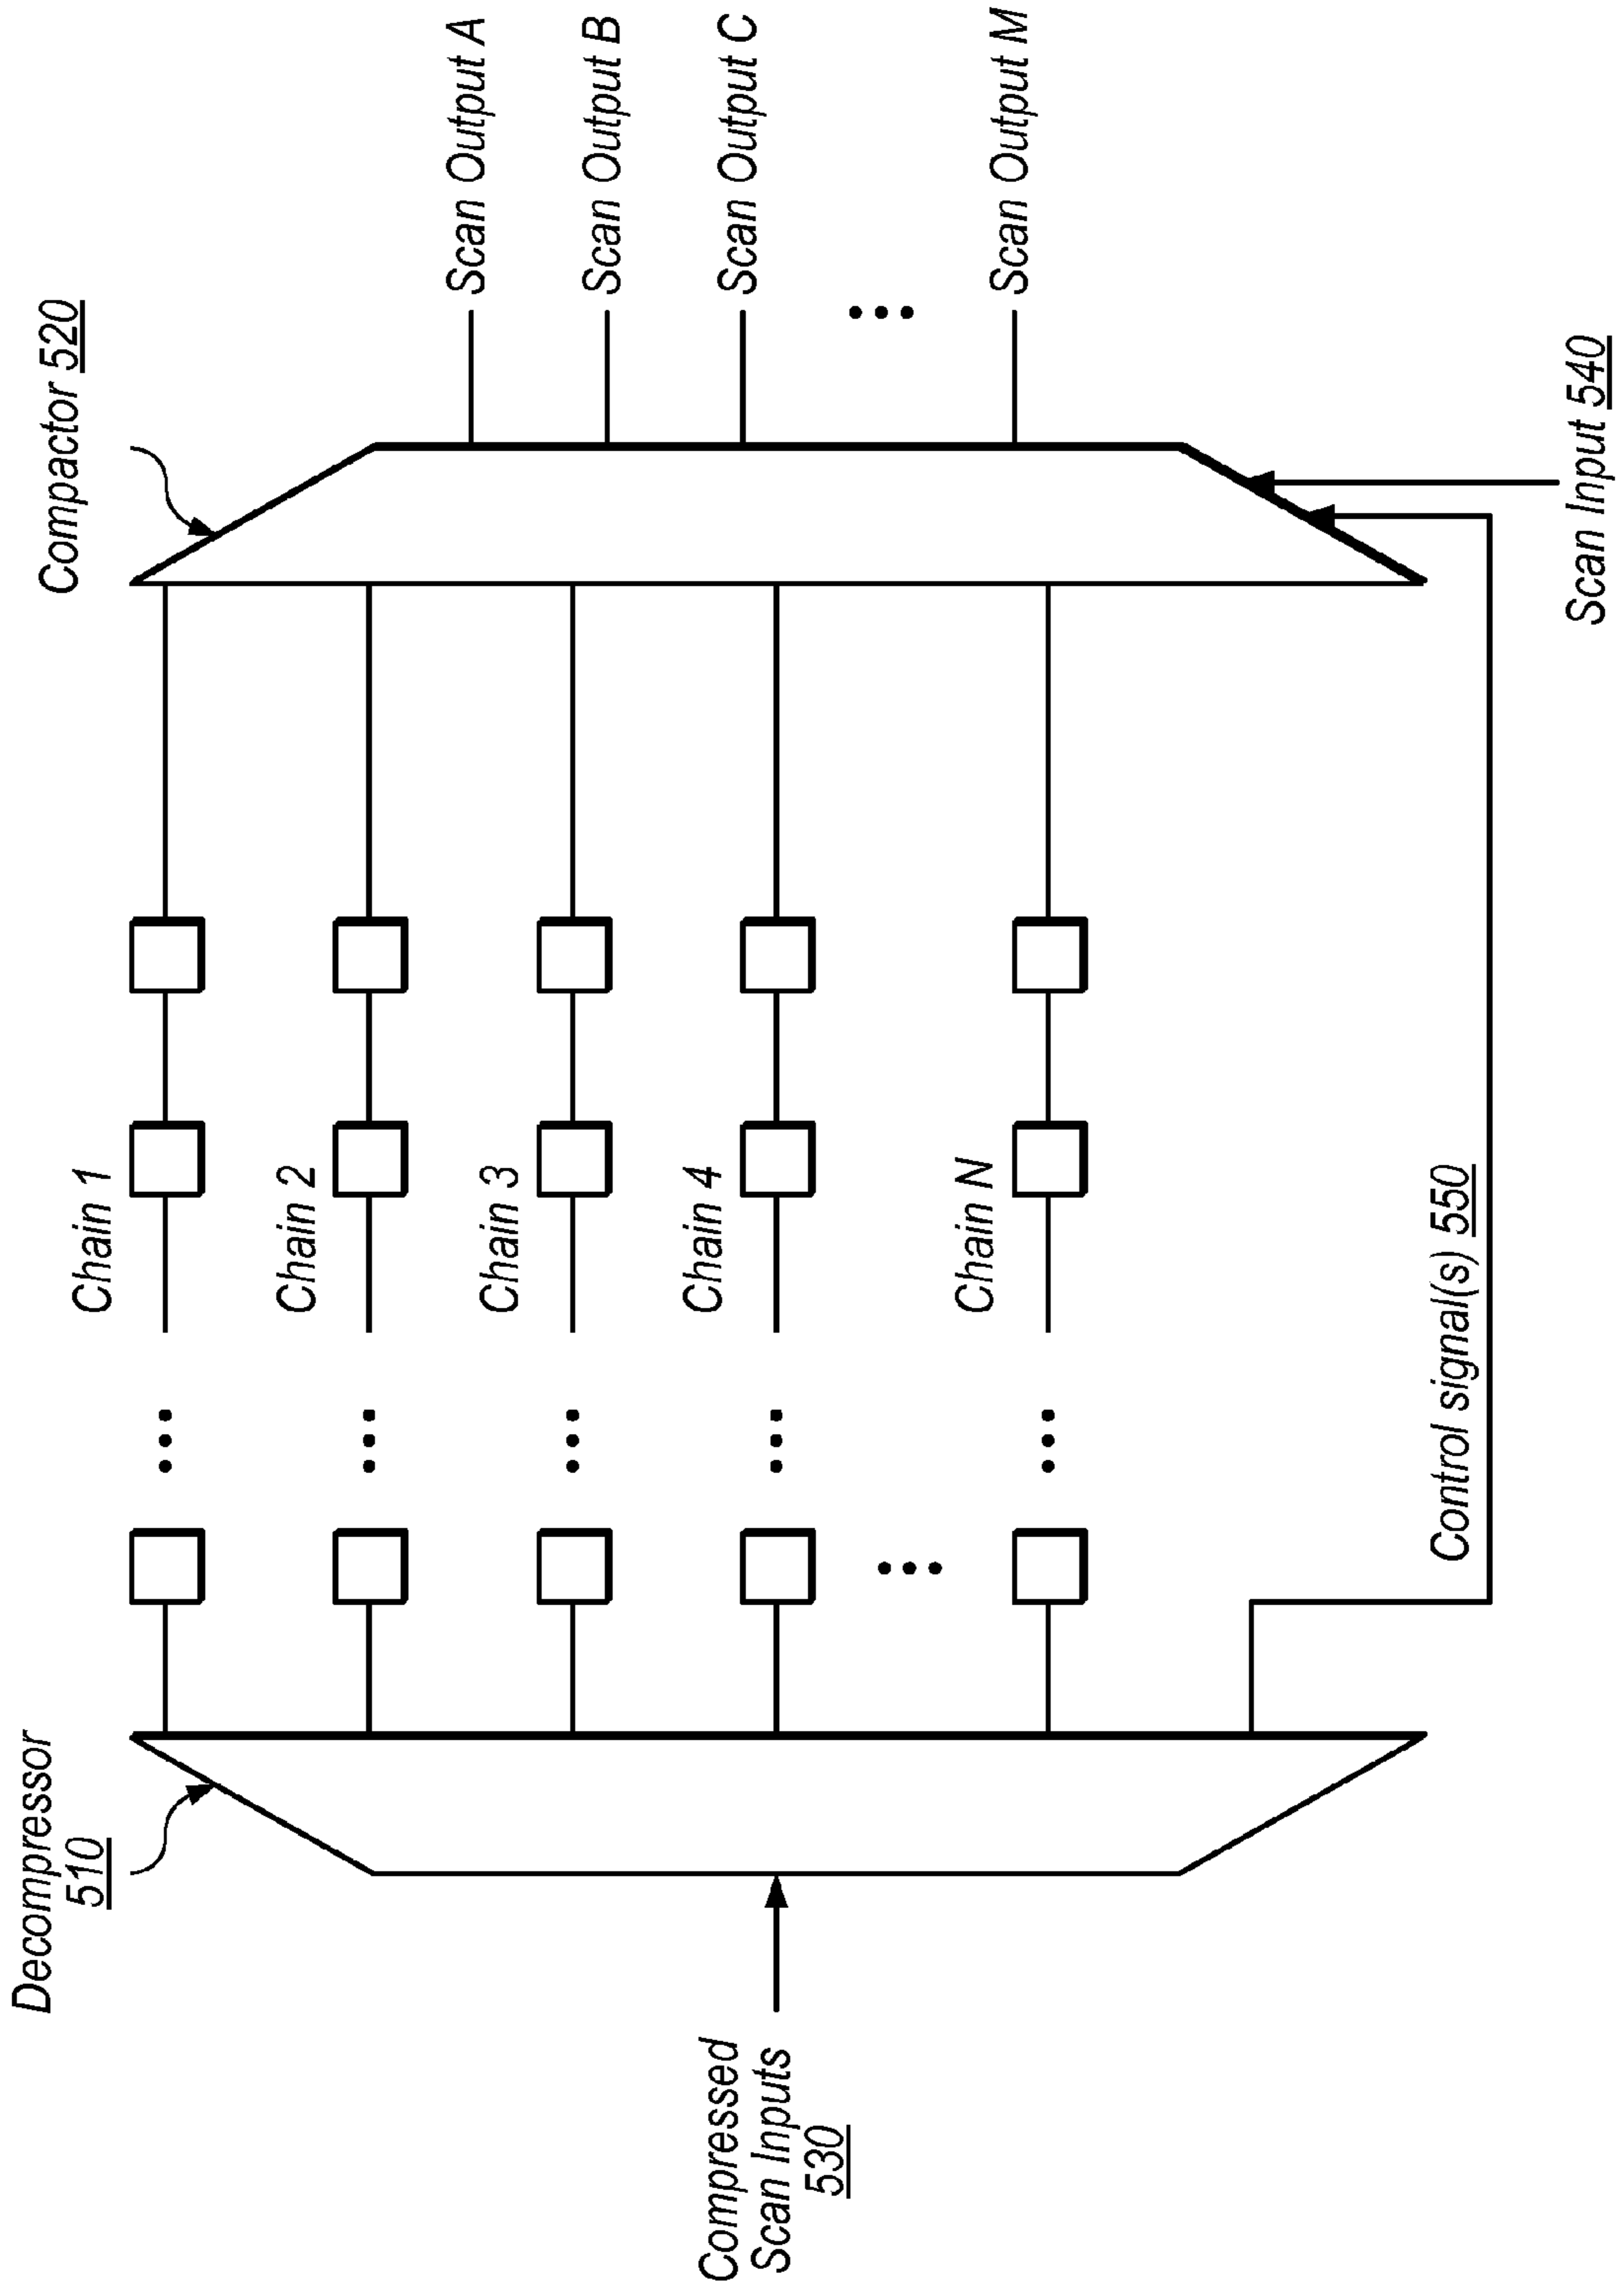 Decompressor
510
Compactor 520
Chain 1
Chain 2
Chain 3
Chain 4
Chain N
Scan Output A
Scan Output B
Scan Output C
Scan Output M
Compressed
Scan Inputs
530
Control signal(s) 550
Scan Input 540